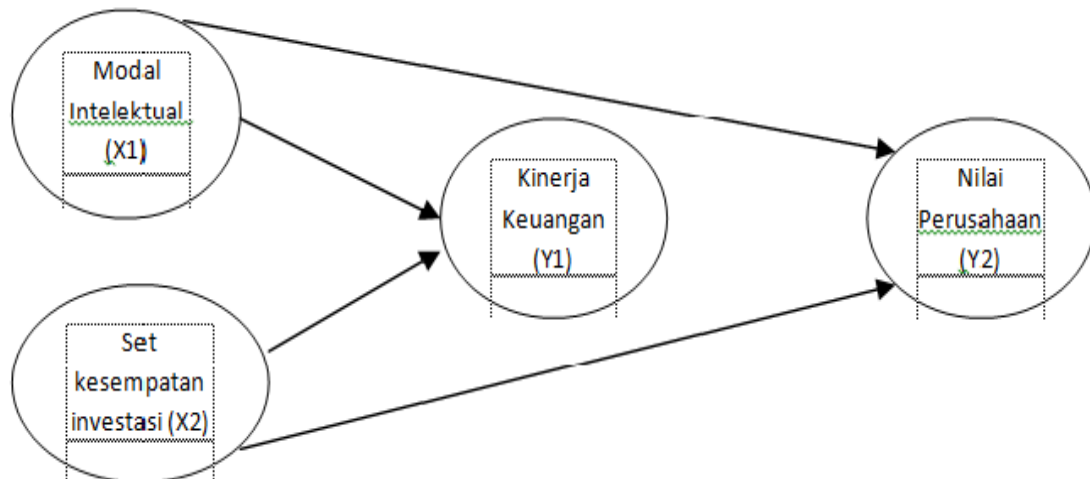 Modal
Intelektual
(X1)
Kinerja
Keuangan
(Y1)
Nilai
Perusahaan
(Y2)
Set
kesempatan
investasi (X2)